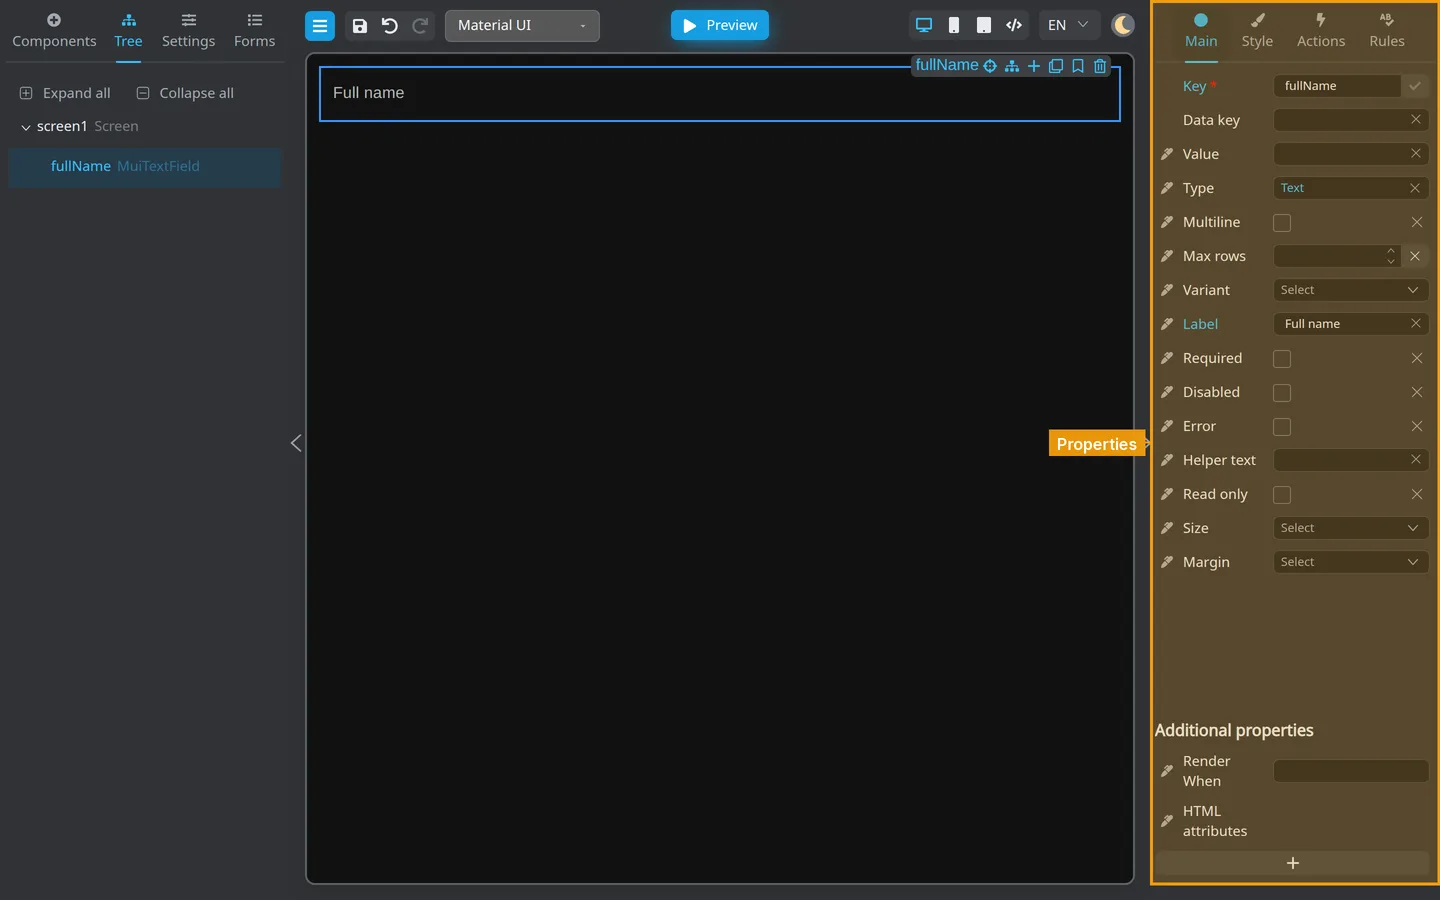 Components
Tree
Settings
Forms
Material UI
Preview
EN
Main
Style
Actions
AB
Rules
Expand all
Collapse all
screen1 Screen
fullName MuiTextField
fullName
Full name
Properties
Key * fullName
Data key
Value
Type Text
Multiline
Max rows
Variant Select
Label Full name
Required
Disabled
Error
Helper text
Read only
Size Select
Margin Select
Additional properties
Render
When
HTML
attributes